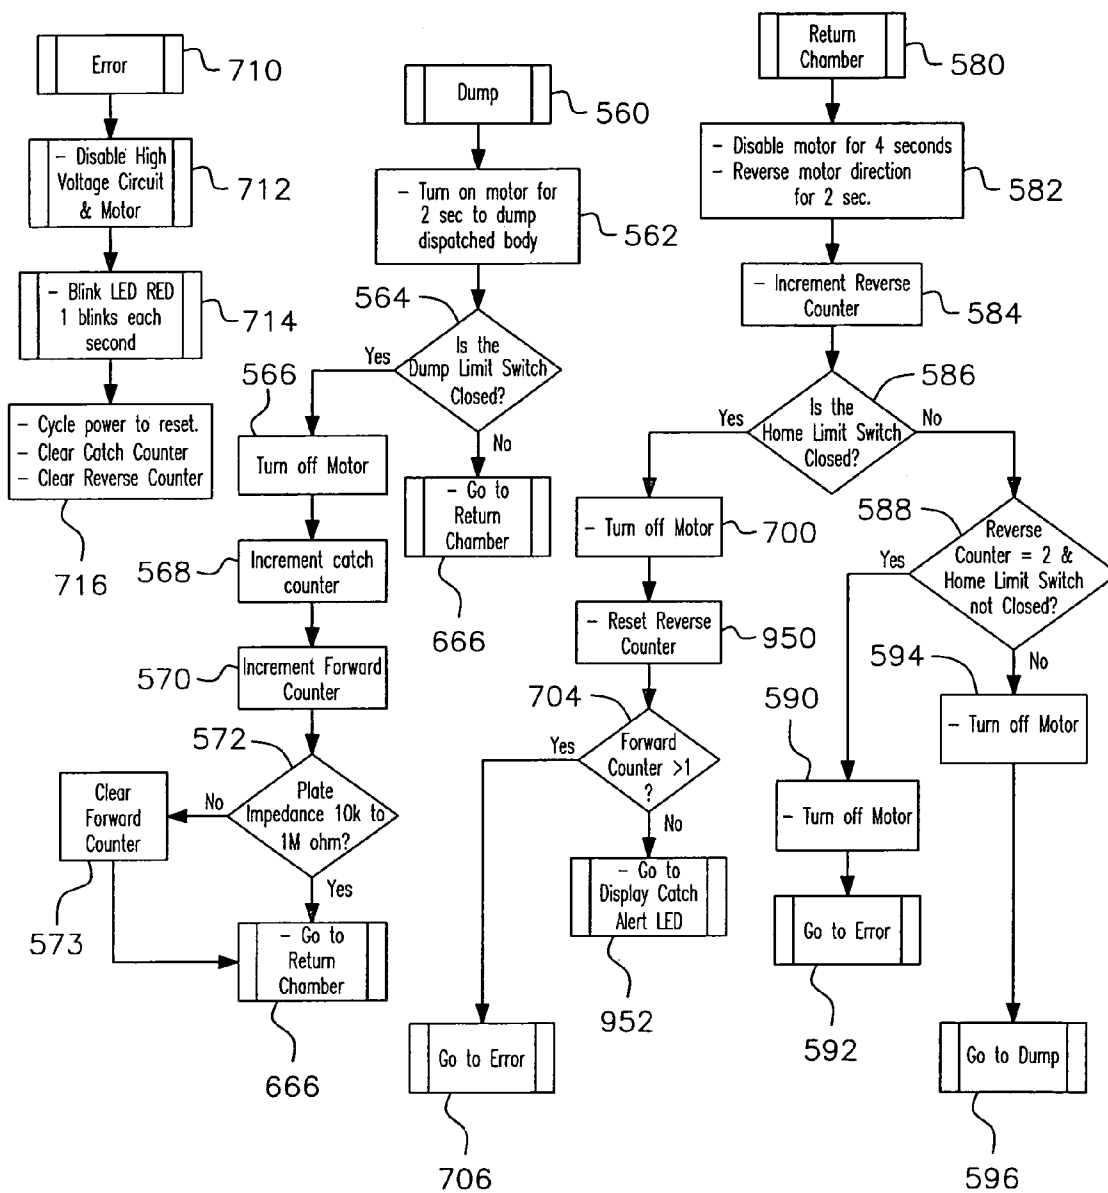 Error
710
- Disable High
Voltage Circuit
& Motor
712
- Blink LED RED
1 blinks each
second
714
- Cycle power to reset.
- Clear Catch Counter
- Clear Reverse Counter
716
Dump
560
- Turn on motor for
2 sec to dump
dispatched body
562
564
Is the
Dump Limit Switch
Closed?
Yes
No
566
Turn off Motor
- Go to
Return
Chamber
666
568
Increment catch
counter
570
Increment Forward
Counter
572
Plate
Impedance 10k to
1M ohm?
No
Yes
Clear
Forward
Counter
573
- Go to
Return
Chamber
666
Return
Chamber
580
- Disable motor for 4 seconds
- Reverse motor direction
for 2 sec.
582
- Increment Reverse
Counter
584
586
Is the
Home Limit Switch
Closed?
Yes
No
- Turn off Motor
700
- Reset Reverse
Counter
950
704
Forward
Counter >1
?
Yes
No
- Go to
Display Catch
Alert LED
952
Go to Error
706
588
Reverse
Counter = 2 &
Home Limit Switch
not Closed?
Yes
No
590
- Turn off Motor
Go to Error
592
594
- Turn off Motor
Go to Dump
596